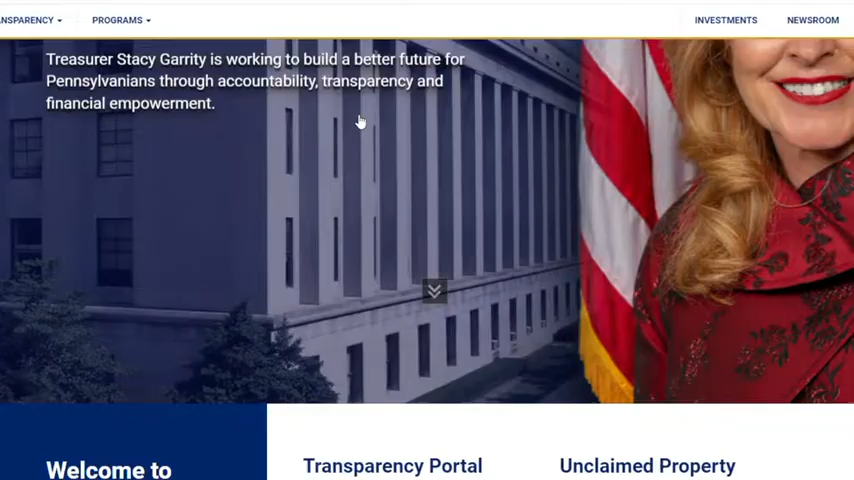 PROGRAMS
INVESTMENTS
NEWSROOM
Treasurer Stacy Garrity is working to build a better future for
Pennsylvanians through accountability, transparency and
financial empowerment.
Welcome to
Transparency Portal
Unclaimed Property